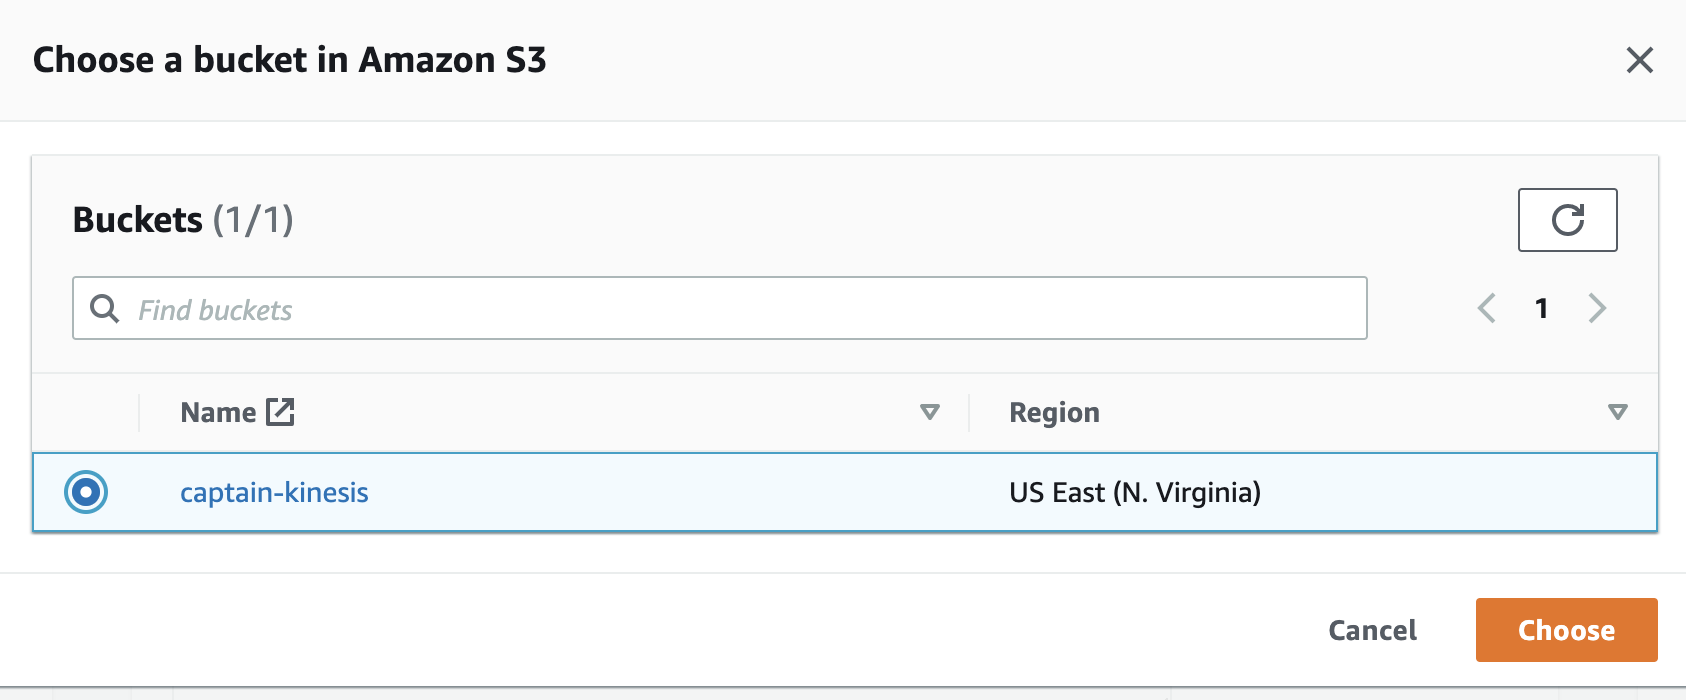 Choose a bucket in Amazon S3
Buckets (1/1)
Find buckets
1
Name Region
captain-kinesis US East (N. Virginia)
Cancel Choose